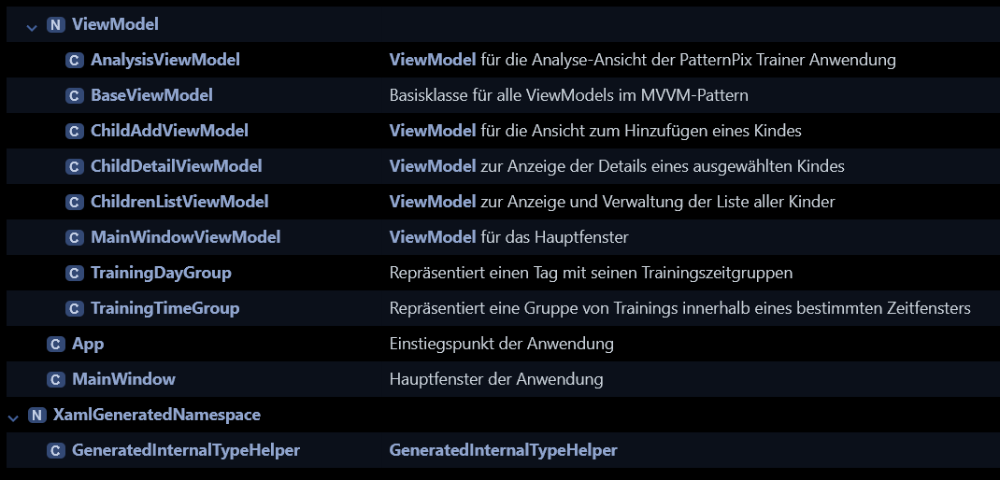 N ViewModel
C AnalysisViewModel ViewModel für die Analyse-Ansicht der PatternPix Trainer Anwendung
C BaseViewModel Basisklasse für alle ViewModels im MVVM-Pattern
C ChildAddViewModel ViewModel für die Ansicht zum Hinzufügen eines Kindes
C ChildDetailViewModel ViewModel zur Anzeige der Details eines ausgewählten Kindes
C ChildrenListViewModel ViewModel zur Anzeige und Verwaltung der Liste aller Kinder
C MainWindowViewModel ViewModel für das Hauptfenster
C TrainingDayGroup Repräsentiert einen Tag mit seinen Trainingszeitgruppen
C TrainingTimeGroup Repräsentiert eine Gruppe von Trainings innerhalb eines bestimmten Zeitfensters
C App Einstiegspunkt der Anwendung
C MainWindow Hauptfenster der Anwendung
N XamlGeneratedNamespace
C GeneratedInternalTypeHelper GeneratedInternalTypeHelper